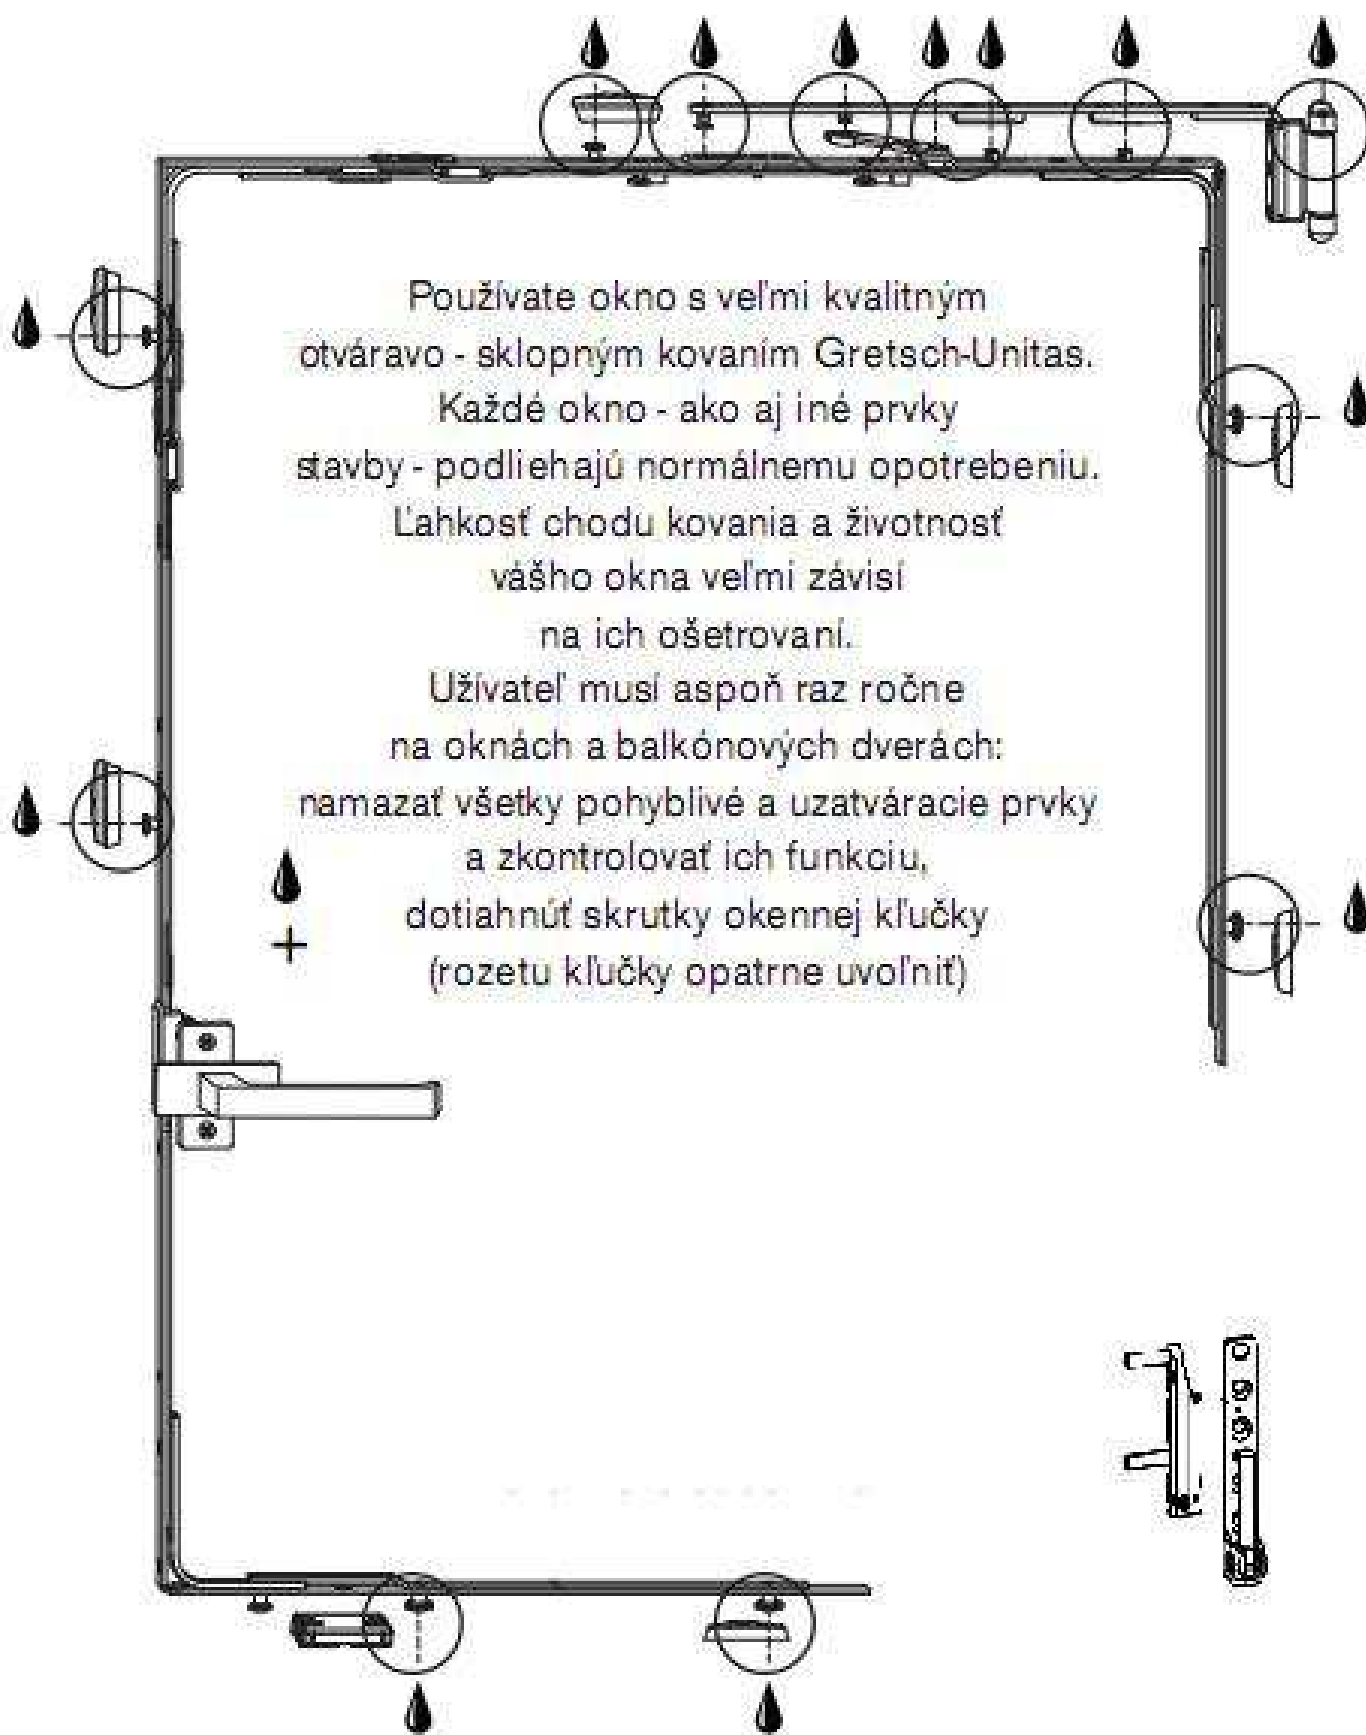 Používate okno s veľmi kvalitným
otváravo - sklopným kovaním Gretsch-Unitas.
Každé okno - ako aj iné prvky
stavby - podliehajú normálnemu opotrebeniu.
Ľahkosť chodu kovania a životnosť
vášho okna veľmi závisí
na ich ošetrovaní.
Užívateľ musí aspoň raz ročne
na oknách a balkónových dverách:
namazať všetky pohyblivé a uzatváracie prvky
a zkontrolovať ich funkciu,
dotiahnúť skrutky okennej kľučky
(rozetu kľučky opatrne uvoľniť)